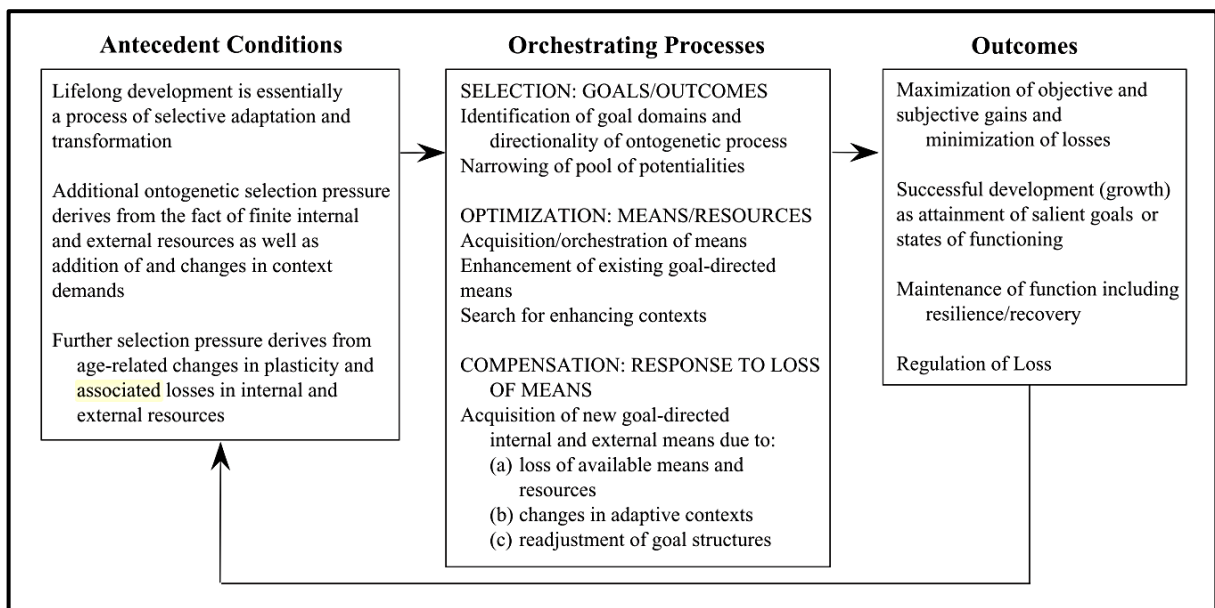 Antecedent Conditions
Lifelong development is essentially
a process of selective adaptation and
transformation
Additional ontogenetic selection pressure
derives from the fact of finite internal
and external resources as well as
addition of and changes in context
demands
Further selection pressure derives from
age-related changes in plasticity and
associated losses in internal and
external resources
Orchestrating Processes
SELECTION: GOALS/OUTCOMES
Identification of goal domains and
directionality of ontogenetic process
Narrowing of pool of potentialities
OPTIMIZATION: MEANS/RESOURCES
Acquisition/orchestration of means
Enhancement of existing goal-directed
means
Search for enhancing contexts
COMPENSATION: RESPONSE TO LOSS
OF MEANS
Acquisition of new goal-directed
internal and external means due to:
(a) loss of available means and
resources
(b) changes in adaptive contexts
(c) readjustment of goal structures
Outcomes
Maximization of objective and
subjective gains and
minimization of losses
Successful development (growth)
as attainment of salient goals or
states of functioning
Maintenance of function including
resilience/recovery
Regulation of Loss